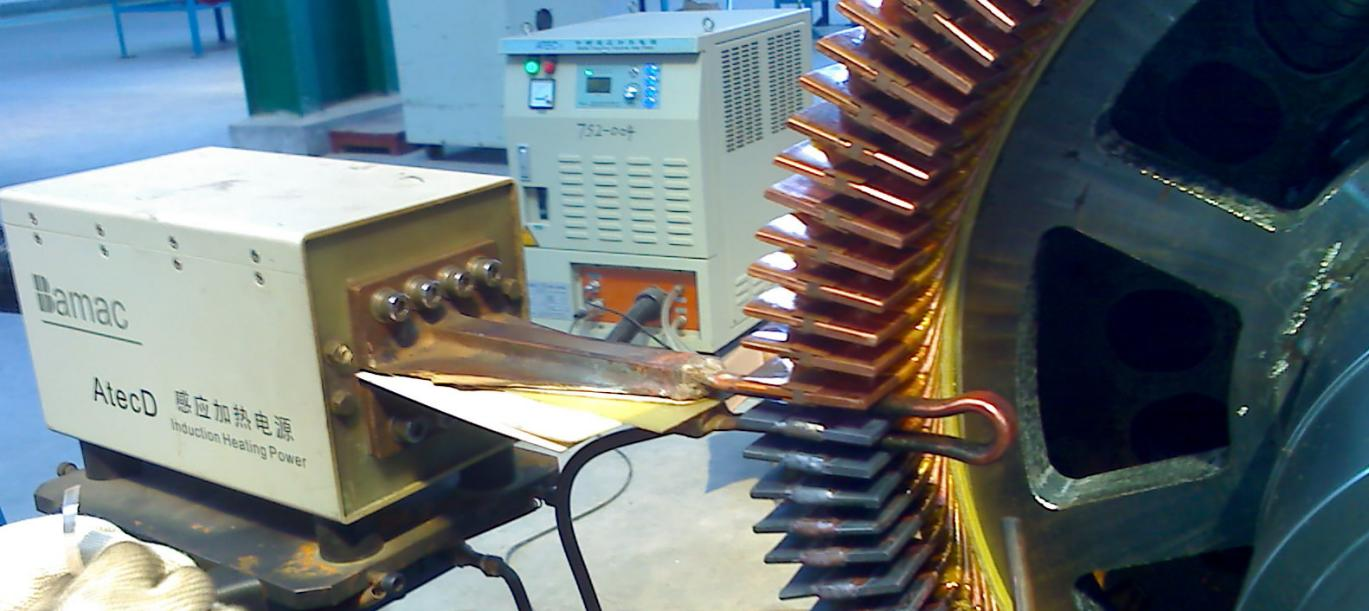 Bamac
AtecD 感应加热电源
Induction Heating Power
752-004